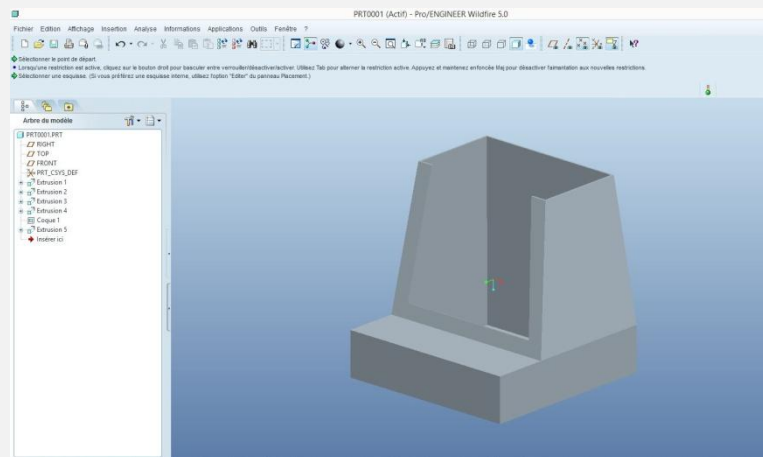 PRT0001 (Actif) - Pro/ENGINEER Wildfire 5.0
Fichier Edition Affichage Insertion Analyse Informations Applications Outils Fenêtre ?
Sélectionner le point de départ.
Lorsqu'une restriction est active, cliquez sur le bouton droit pour basculer entre verrouiller/désactiver/activer. Utilisez Tab pour alterner la restriction active. Appuyez et maintenez enfoncée Maj pour désactiver l'aimantation aux nouvelles restrictions.
Sélectionner une esquisse. (Si vous préférez une esquisse interne, utilisez l'option "Editer" du panneau Placement.)
Arbre de modèle
PRT0001.PRT
RIGHT
TOP
FRONT
PRT_CSYS_DEF
Extrusion 1
Extrusion 2
Extrusion 3
Extrusion 4
Coque 1
Extrusion 5
Insérer ici